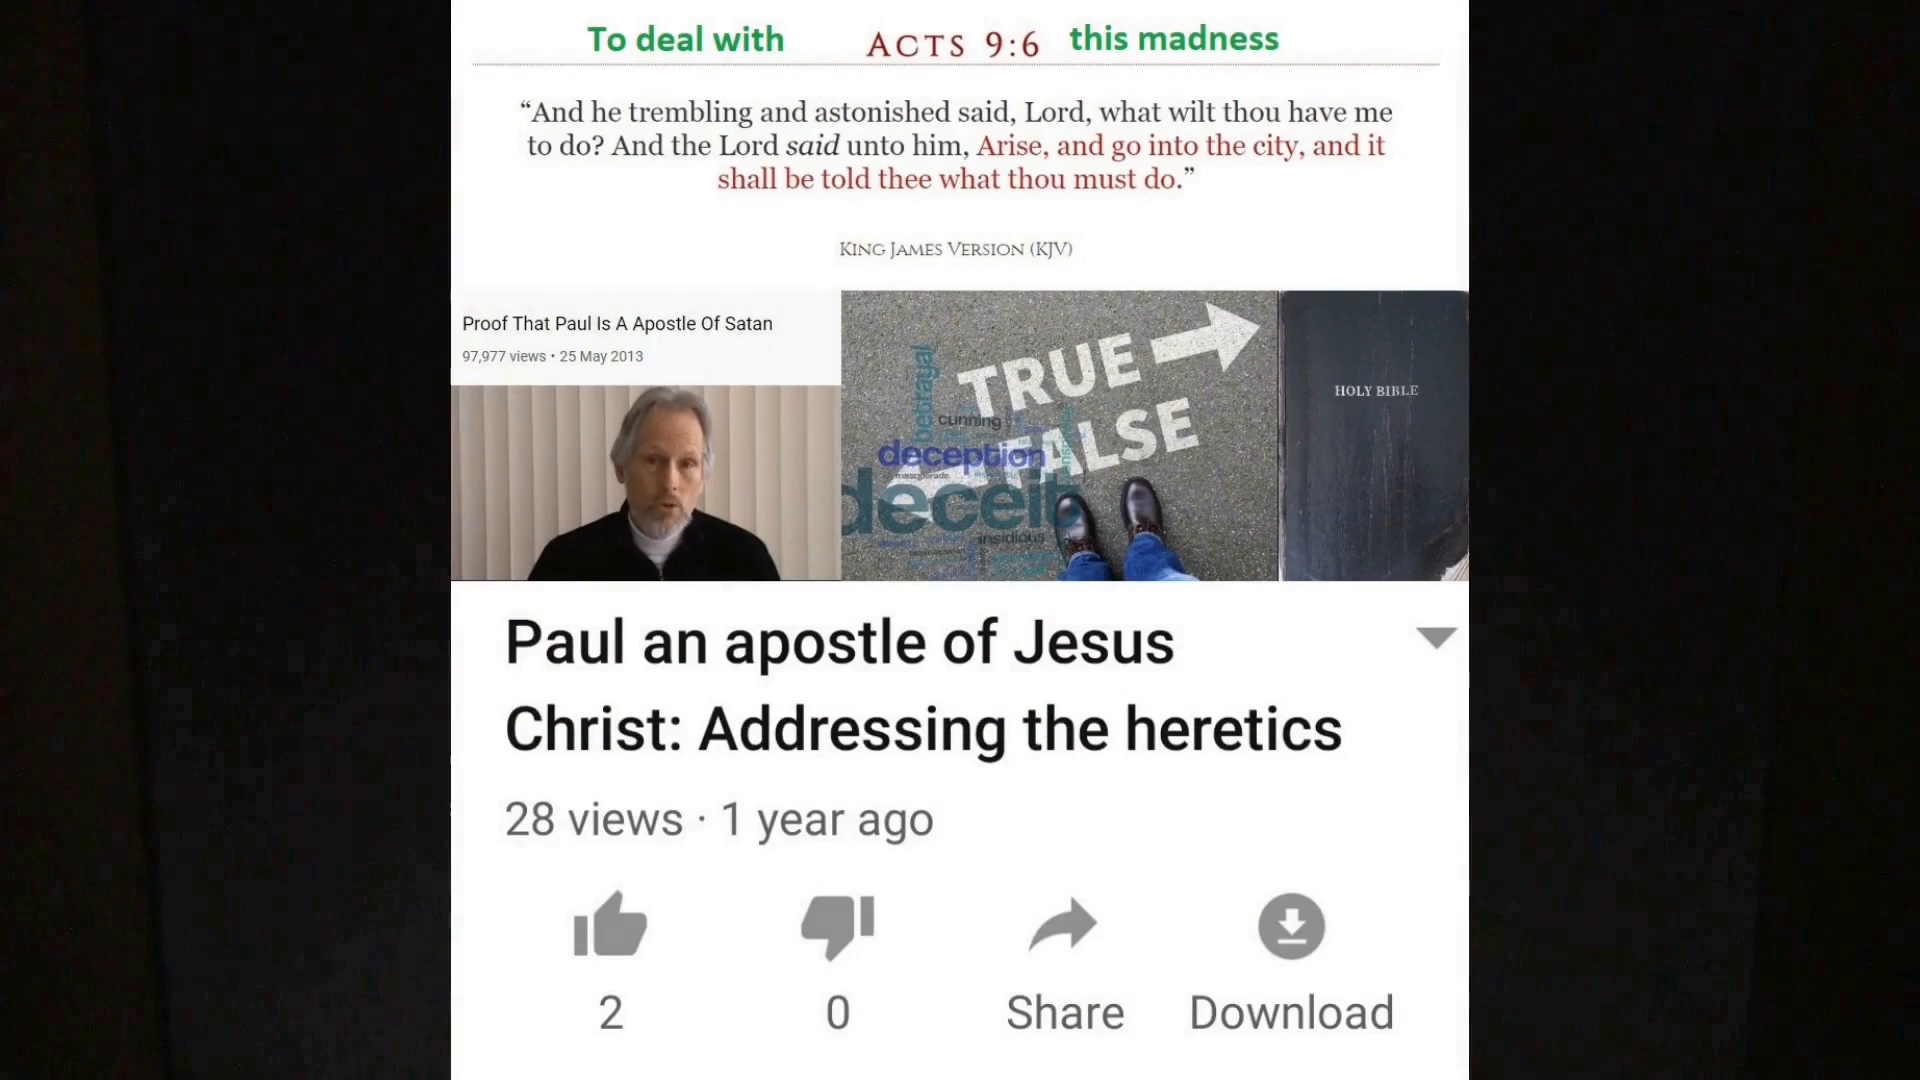 To deal with ACTS 9:6 this madness
“And he trembling and astonished said, Lord, what wilt thou have me
to do? And the Lord said unto him, Arise, and go into the city, and it
shall be told thee what thou must do.”
KING JAMES VERSION (KJV)
Proof That Paul Is A Apostle Of Satan
97,977 views • 25 May 2013
TRUE
FALSE
betrayal
cunning
deception
masquerade
deceit
insidious
HOLY BIBLE
Paul an apostle of Jesus
Christ: Addressing the heretics
28 views · 1 year ago
2 0 Share Download